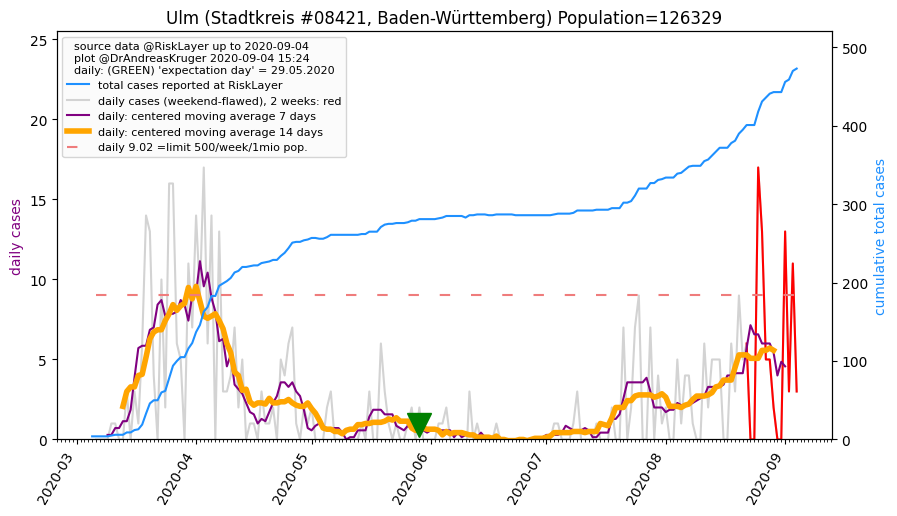 Ulm (Stadtkreis #08421, Baden-Württemberg) Population=126329
source data @RiskLayer up to 2020-09-04
plot @DrAndreasKruger 2020-09-04 15:24
daily: (GREEN) 'expectation day' = 29.05.2020
total cases reported at RiskLayer
daily cases (weekend-flawed), 2 weeks: red
daily: centered moving average 7 days
daily: centered moving average 14 days
daily 9.02 =limit 500/week/1mio pop.
daily cases
25
20
15
10
5
0
cumulative total cases
500
400
300
200
100
0
2020-03
2020-04
2020-05
2020-06
2020-07
2020-08
2020-09